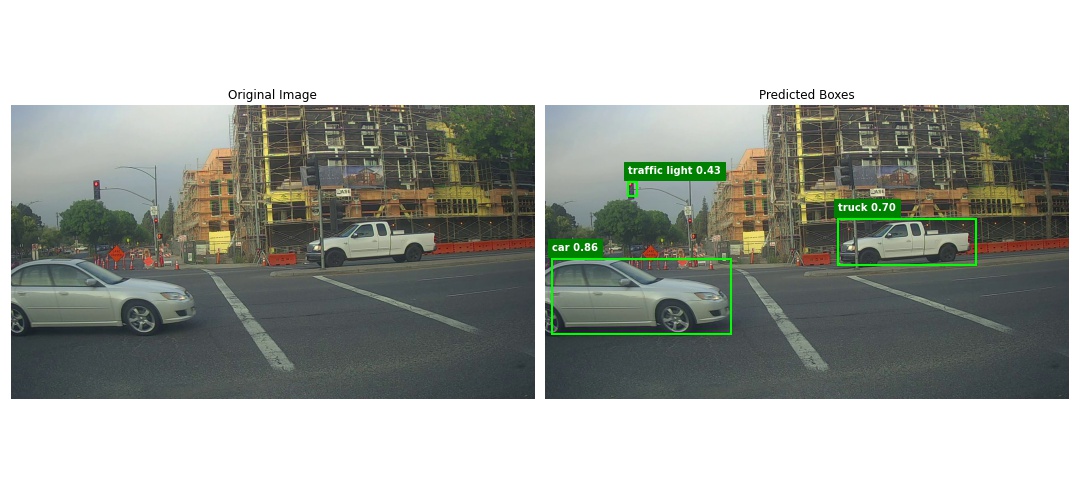 Original Image
Predicted Boxes
traffic light 0.43
truck 0.70
car 0.86